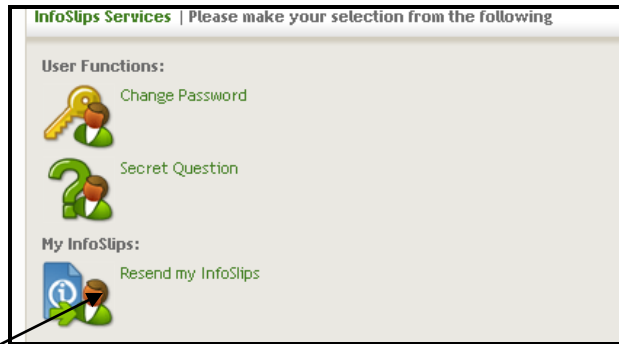 InfoSlips Services | Please make your selection from the following
User Functions:
Change Password
Secret Question
My InfoSlips:
Resend my InfoSlips